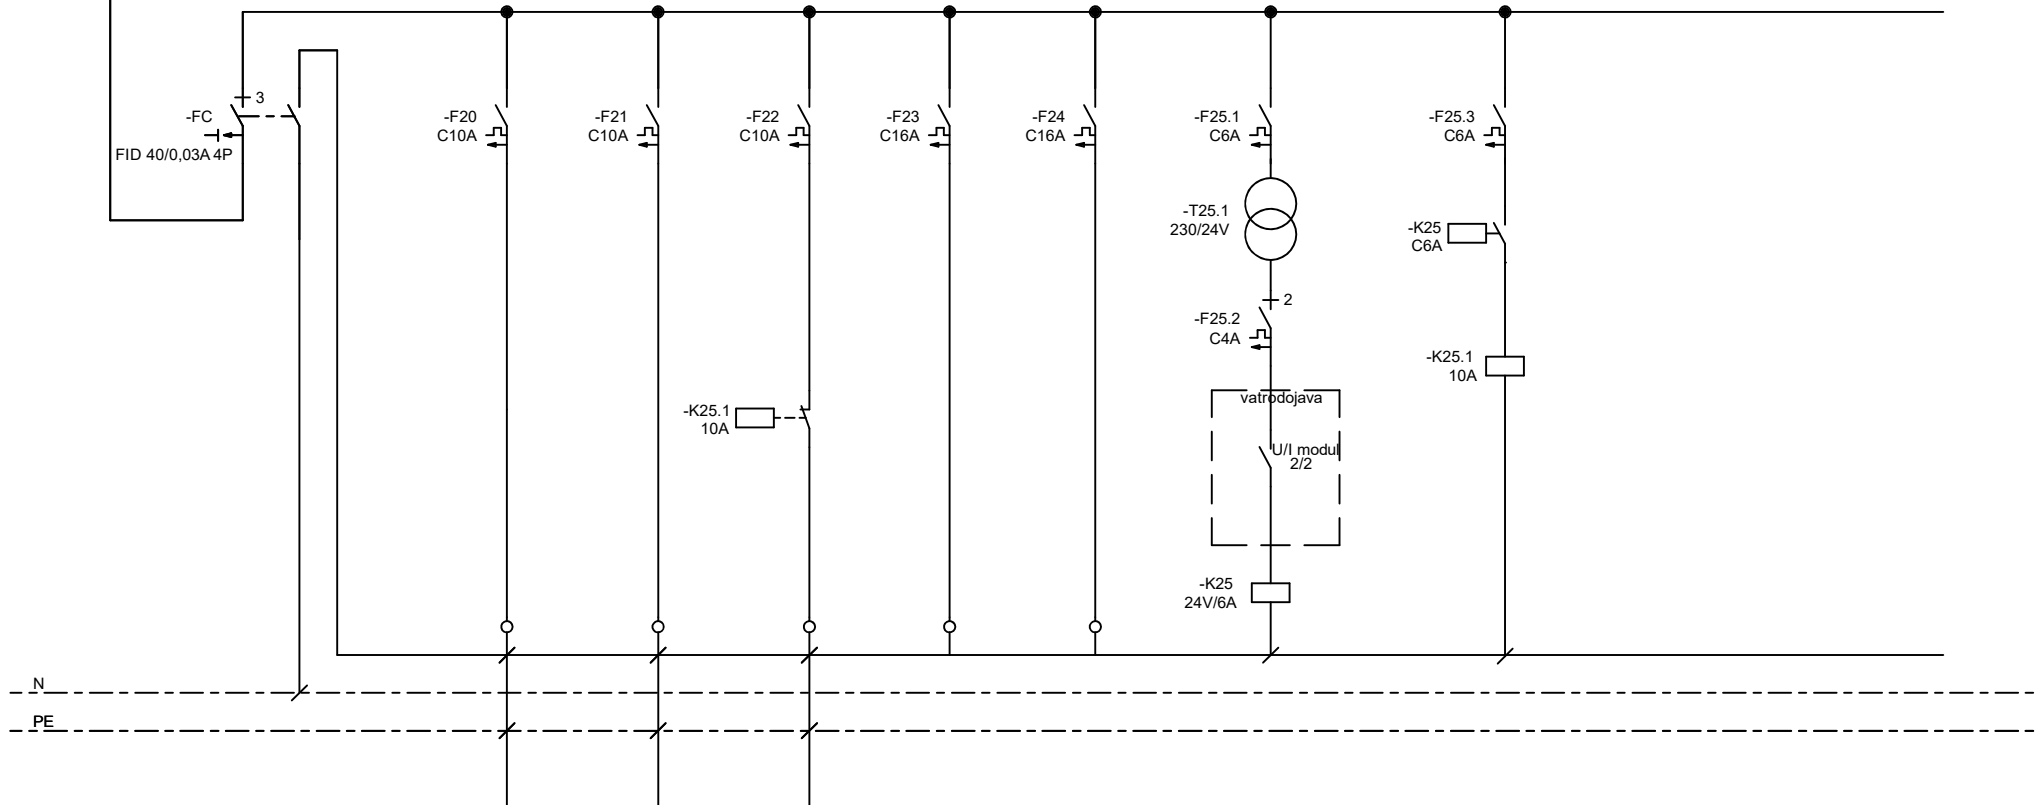 3
-FC
FID 40/0,03A 4P
-F20
C10A
-F21
C10A
-F22
C10A
-F23
C16A
-F24
C16A
-F25.1
C6A
-F25.3
C6A
-T25.1
230/24V
-K25
C6A
2
-F25.2
C4A
-K25.1
10A
-K25.1
10A
vatrodojava
U/I modul
2/2
-K25
24V/6A
N
PE